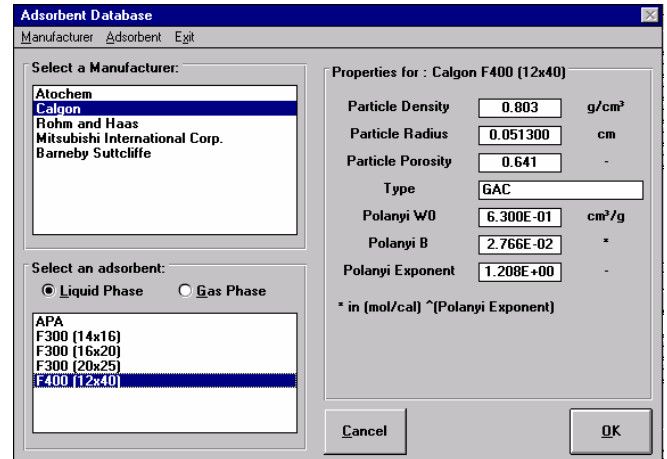 Adsorbent Database
Manufacturer Adsorbent Exit
Select a Manufacturer:
Atochem
Calgon
Rohm and Haas
Mitsubishi International Corp.
Barneby Suttcliffe
Select an adsorbent:
Liquid Phase Gas Phase
APA
F300 (14x16)
F300 (16x20)
F300 (20x25)
F400 (12x40)
Properties for : Calgon F400 (12x40)
Particle Density 0.803 g/cm³
Particle Radius 0.051300 cm
Particle Porosity 0.641 -
Type GAC
Polanyi W0 6.300E-01 cm³/g
Polanyi B 2.766E-02 *
Polanyi Exponent 1.208E+00 -
* in (mol/cal) ^(Polanyi Exponent)
Cancel OK